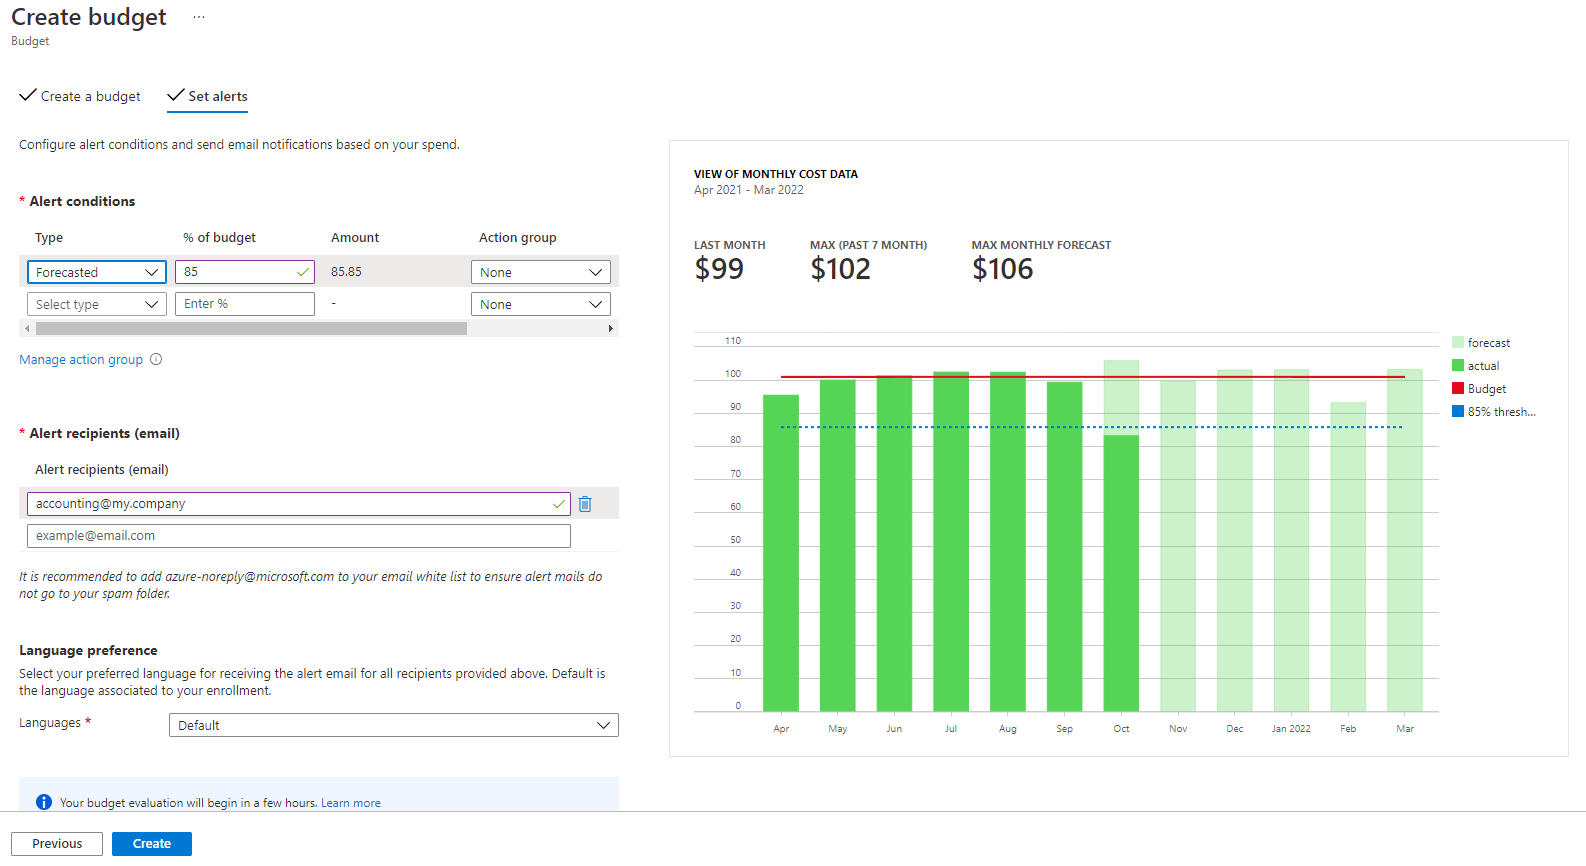 Create budget ...
Budget
Create a budget
Set alerts
Configure alert conditions and send email notifications based on your spend.
* Alert conditions
Type % of budget Amount Action group
Forecasted 85 85.85 None
Select type Enter % - None
Manage action group
* Alert recipients (email)
Alert recipients (email)
accounting@my.company
example@email.com
It is recommended to add azure-noreply@microsoft.com to your email white list to ensure alert mails do
not go to your spam folder.
Language preference
Select your preferred language for receiving the alert email for all recipients provided above. Default is
the language associated to your enrollment.
Languages * Default
Your budget evaluation will begin in a few hours. Learn more
Previous Create
VIEW OF MONTHLY COST DATA
Apr 2021 - Mar 2022
LAST MONTH MAX (PAST 7 MONTH) MAX MONTHLY FORECAST
$99 $102 $106
110
100
90
80
70
60
50
40
30
20
10
0
Apr May Jun Jul Aug Sep Oct Nov Dec Jan 2022 Feb Mar
forecast
actual
Budget
85% thresh...